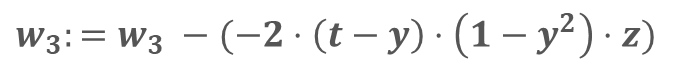 w₃:= w₃ − (−2 · (t − y) · (1 − y²) · z)